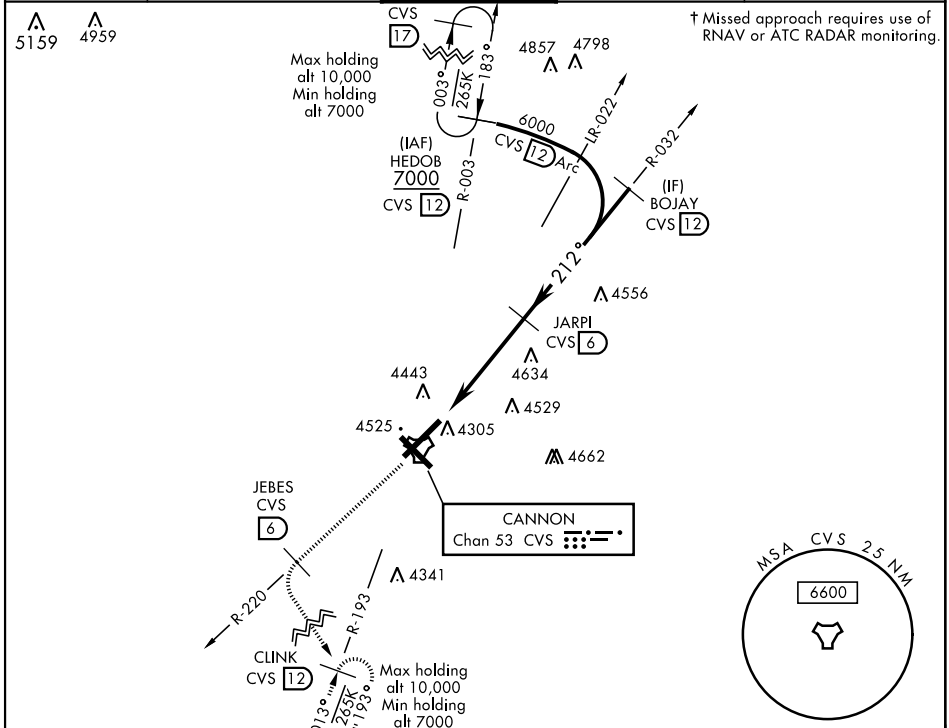 5159
4959
CVS
17
† Missed approach requires use of
RNAV or ATC RADAR monitoring.
Max holding
alt 10,000
Min holding
alt 7000
003°
265K
183°
4857
4798
6000
CVS 12 Arc
LR-022
R-032
(IAF)
HEDOB
7000
CVS 12
R-003
(IF)
BOJAY
CVS 12
212°
4556
JARPI
CVS 6
4443
4634
4529
4525
4305
4662
JEBES
CVS
6
CANNON
Chan 53 CVS
MSA CVS 25 NM
6600
4341
R-220
R-193
CLINK
CVS 12
Max holding
alt 10,000
Min holding
alt 7000
013°
265K
193°